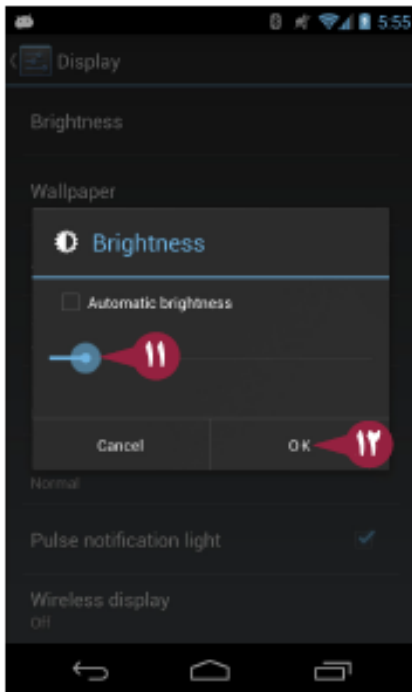 5:55
Display
Brightness
Wallpaper
Brightness
Automatic brightness
١١
Cancel
OK
١٢
Normal
Pulse notification light
Wireless display
Off